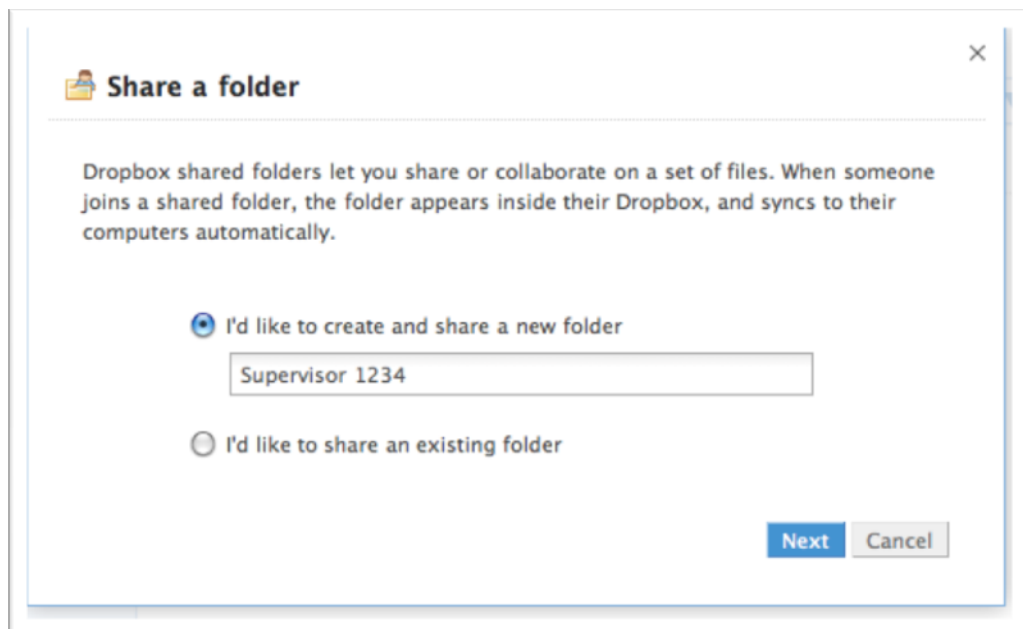 Share a folder
Dropbox shared folders let you share or collaborate on a set of files. When someone
joins a shared folder, the folder appears inside their Dropbox, and syncs to their
computers automatically.
I'd like to create and share a new folder
Supervisor 1234
I'd like to share an existing folder
Next Cancel